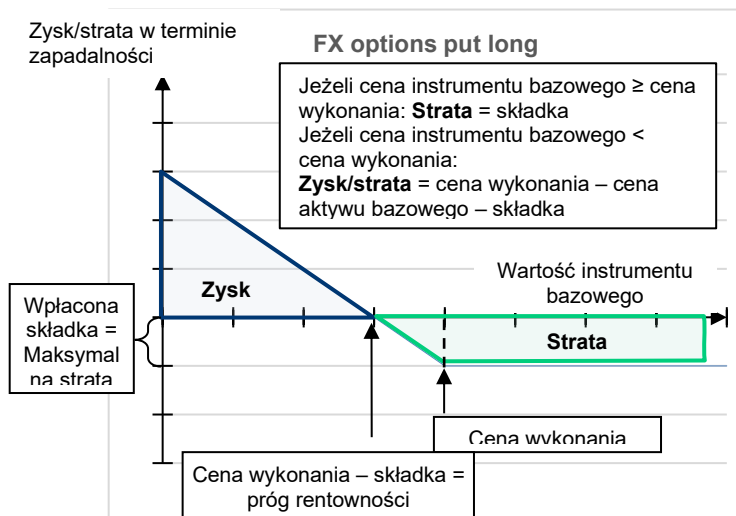 Zysk/strata w terminie
zapadalności
FX options put long
Jeżeli cena instrumentu bazowego ≥ cena
wykonania: Strata = składka
Jeżeli cena instrumentu bazowego <
cena wykonania:
Zysk/strata = cena wykonania – cena
aktywu bazowego – składka
Wartość instrumentu
bazowego
Zysk
Strata
Wpłacona
składka =
Maksymal
na strata
Cena wykonania
Cena wykonania – składka =
próg rentowności